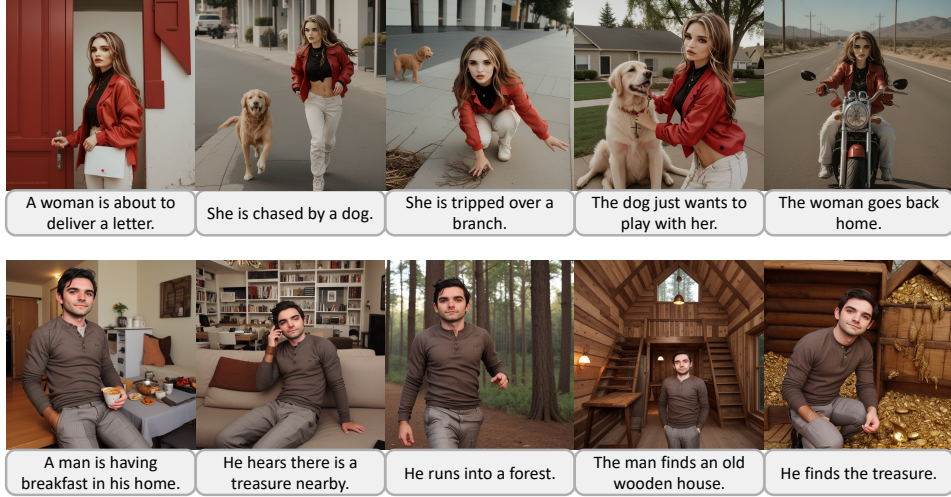 A woman is about to
deliver a letter.
She is chased by a dog.
She is tripped over a
branch.
The dog just wants to
play with her.
The woman goes back
home.
A man is having
breakfast in his home.
He hears there is a
treasure nearby.
He runs into a forest.
The man finds an old
wooden house.
He finds the treasure.